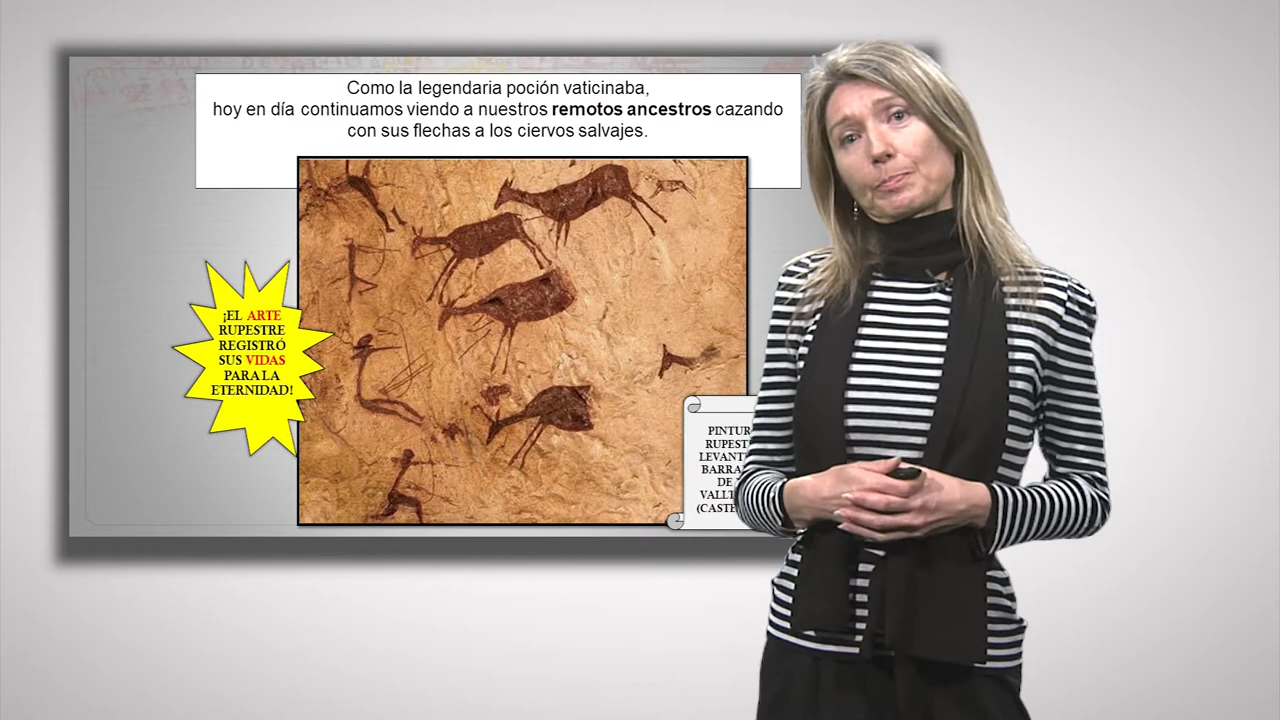 Como la legendaria poción vaticinaba,
hoy en día continuamos viendo a nuestros remotos ancestros cazando
con sus flechas a los ciervos salvajes.
¡EL ARTE
RUPESTRE
REGISTRÓ
SUS VIDAS
PARA LA
ETERNIDAD!
DE